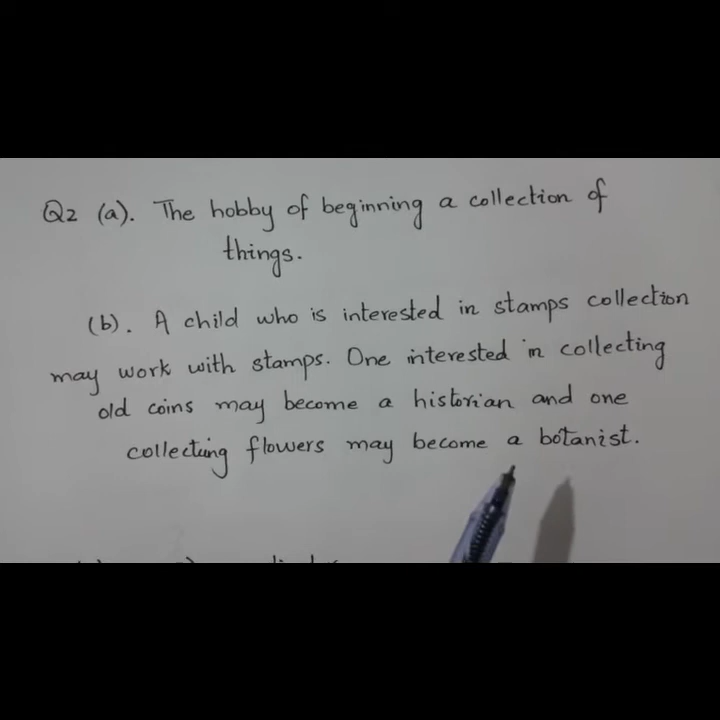 Q2 (a). The hobby of beginning a collection of
things.
(b). A child who is interested in stamps collection
may work with stamps. One interested in collecting
old coins may become a historian and one
collecting flowers may become a botanist.